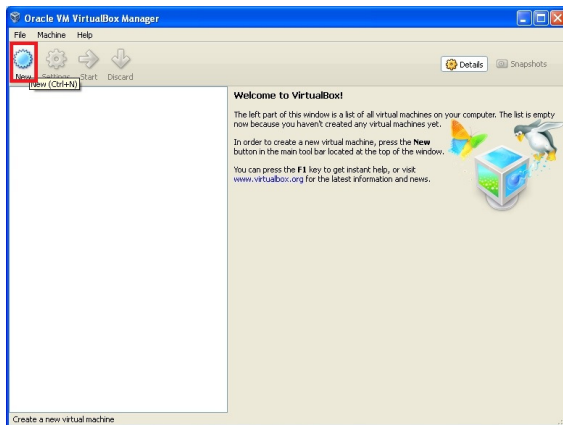 Oracle VM VirtualBox Manager
File Machine Help
New Settings Start Discard
Details Snapshots
New (Ctrl+N)
Welcome to VirtualBox!
The left part of this window is a list of all virtual machines on your computer. The list is empty
now because you haven't created any virtual machines yet.
In order to create a new virtual machine, press the New
button in the main tool bar located at the top of the window.
You can press the F1 key to get instant help, or visit
www.virtualbox.org for the latest information and news.
Create a new virtual machine